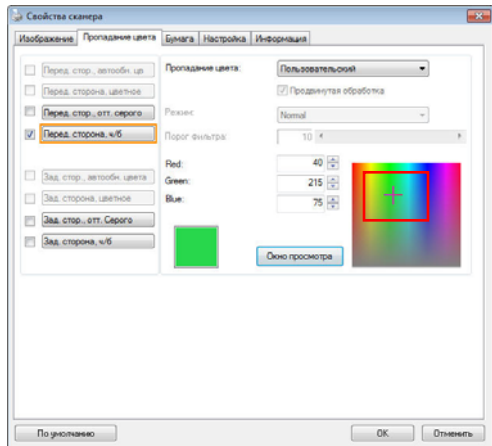 Свойства сканера
Изображение Пропадание цвета Бумага Настройка Информация
Перед. стор., автообн. цв
Перед. сторона, цветное
Перед. стор., отт. серого
Перед. сторона, ч/б
Зад. стор., автообн. цвета
Зад. сторона, цветное
Зад. стор., отт. Серого
Зад. сторона, ч/б
Пропадание цвета: Пользовательский
Продвинутая обработка
Режим: Normal
Порог фильтра: 10
Red: 40
Green: 215
Blue: 75
Окно просмотра
По умолчанию OK Отменить